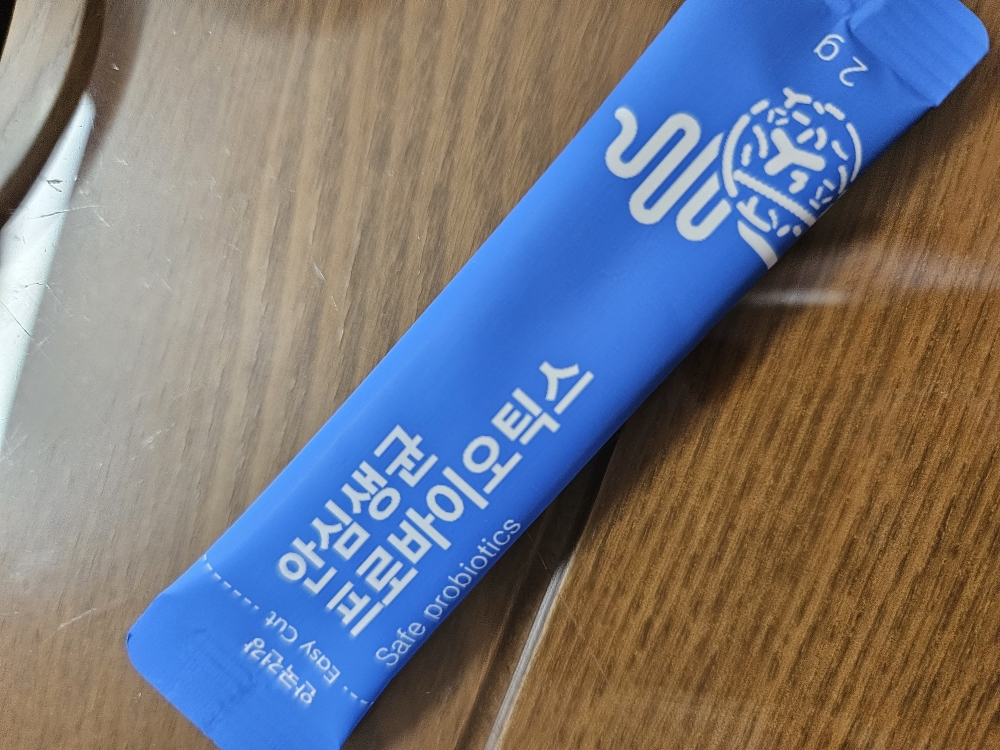 안심생균
프로바이오틱스
Safe probiotics
Easy Cut
안국건강
2g